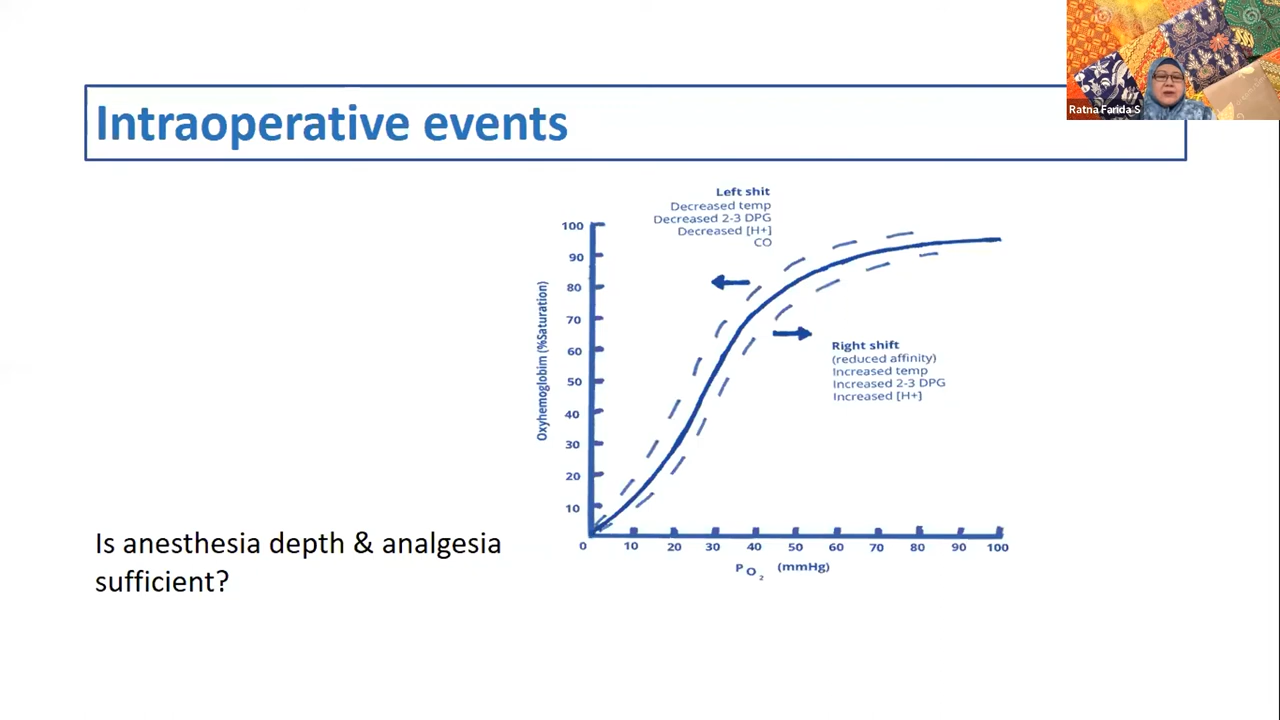 Intraoperative events
Ratna Farida S
Left shit
Decreased temp
Decreased 2-3 DPG
Decreased [H+]
CO
Oxyhemoglobim (%Saturation)
100
90
80
70
60
50
40
30
20
10
Right shift
(reduced affinity)
Increased temp
Increased 2-3 DPG
Increased [H+]
0 10 20 30 40 50 60 70 80 90 100
PO2 (mmHg)
Is anesthesia depth & analgesia
sufficient?